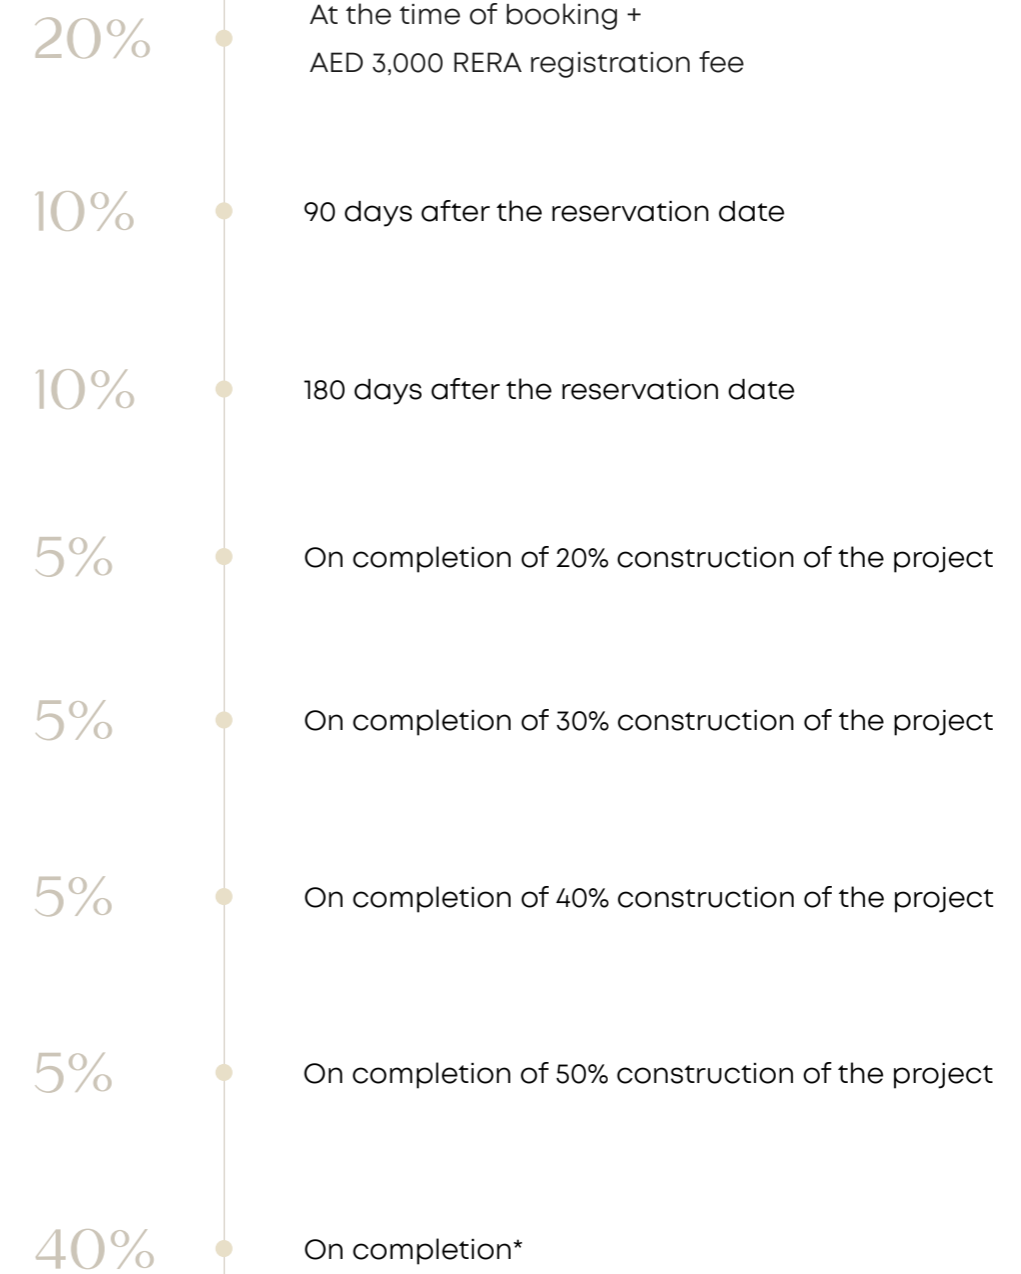 20%
At the time of booking +
AED 3,000 RERA registration fee
10%
90 days after the reservation date
10%
180 days after the reservation date
5%
On completion of 20% construction of the project
5%
On completion of 30% construction of the project
5%
On completion of 40% construction of the project
5%
On completion of 50% construction of the project
40%
On completion*